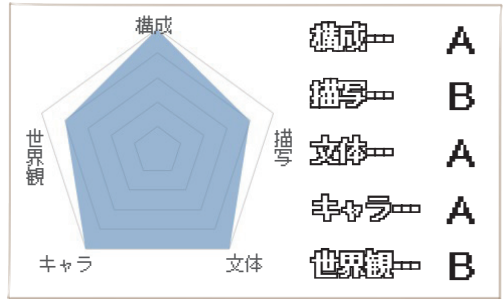 構成
描写
文体
キャラ
世界観
構成… A
描写… B
文体… A
キャラ… A
世界観… B